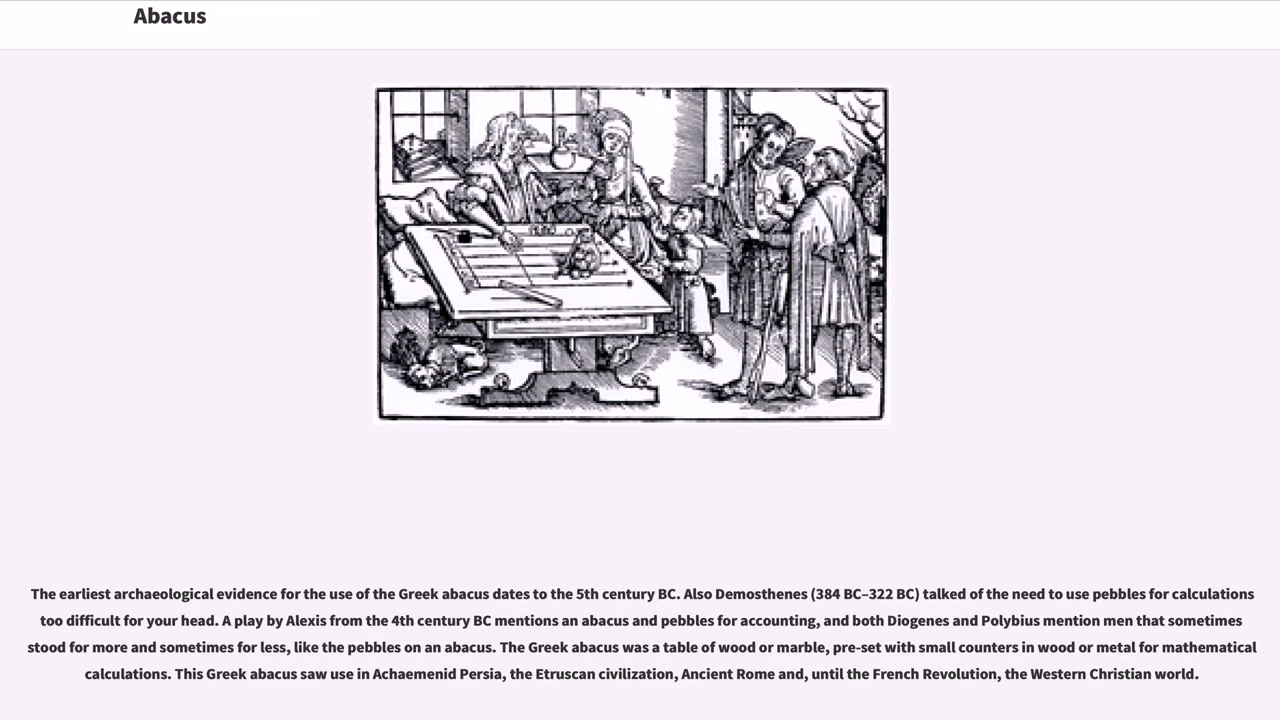 Abacus
The earliest archaeological evidence for the use of the Greek abacus dates to the 5th century BC. Also Demosthenes (384 BC–322 BC) talked of the need to use pebbles for calculations
too difficult for your head. A play by Alexis from the 4th century BC mentions an abacus and pebbles for accounting, and both Diogenes and Polybius mention men that sometimes
stood for more and sometimes for less, like the pebbles on an abacus. The Greek abacus was a table of wood or marble, pre-set with small counters in wood or metal for mathematical
calculations. This Greek abacus saw use in Achaemenid Persia, the Etruscan civilization, Ancient Rome and, until the French Revolution, the Western Christian world.